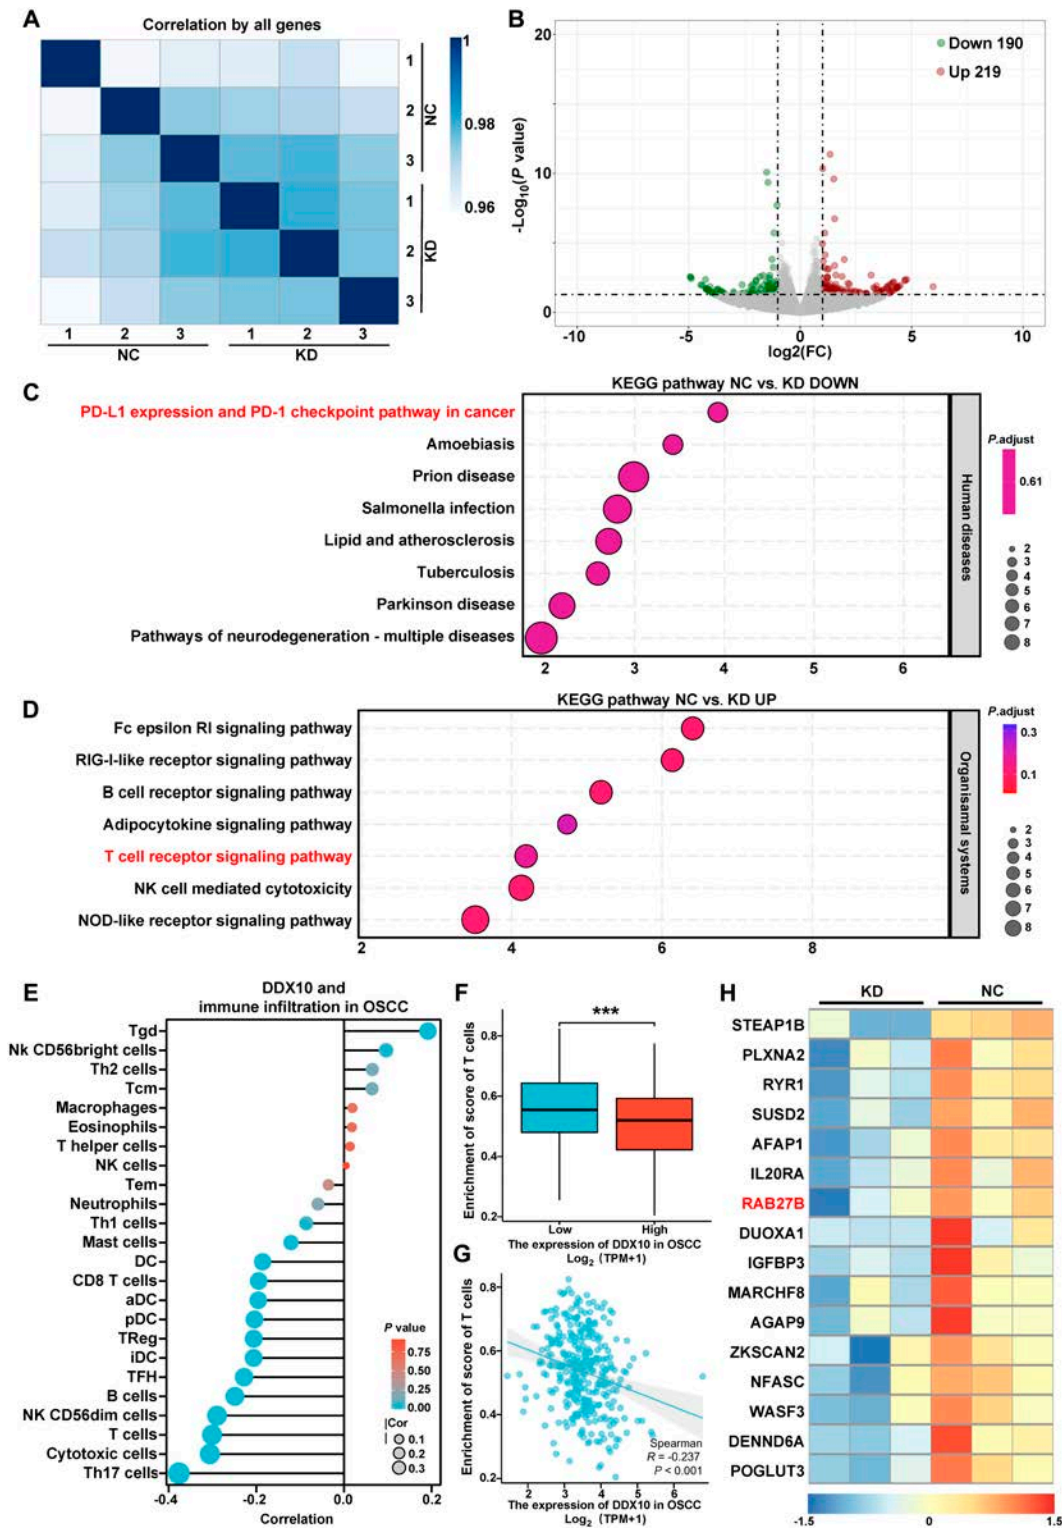 A
Correlation by all genes
1
2
3
NC
1
2
3
KD
1
0.98
0.96
1 2 3 1 2 3
NC KD
B
Down 190
Up 219
20
10
0
-Log10(P value)
-10 -5 0 5 10
log2(FC)
C
KEGG pathway NC vs. KD DOWN
PD-L1 expression and PD-1 checkpoint pathway in cancer
Amoebiasis
Prion disease
Salmonella infection
Lipid and atherosclerosis
Tuberculosis
Parkinson disease
Pathways of neurodegeneration - multiple diseases
2 3 4 5 6
Human diseases
P.adjust
0.61
2
3
4
5
6
7
8
D
KEGG pathway NC vs. KD UP
Fc epsilon RI signaling pathway
RIG-I-like receptor signaling pathway
B cell receptor signaling pathway
Adipocytokine signaling pathway
T cell receptor signaling pathway
NK cell mediated cytotoxicity
NOD-like receptor signaling pathway
2 4 6 8
Organisamal systems
P.adjust
0.3
0.1
2
3
4
5
6
7
8
E
DDX10 and
immune infiltration in OSCC
Tgd
Nk CD56bright cells
Th2 cells
Tcm
Macrophages
Eosinophils
T helper cells
NK cells
Tem
Neutrophils
Th1 cells
Mast cells
DC
CD8 T cells
aDC
pDC
TReg
iDC
TFH
B cells
NK CD56dim cells
T cells
Cytotoxic cells
Th17 cells
-0.4 -0.2 0.0 0.2
Correlation
P value
0.75
0.50
0.25
0.00
|Cor
|
0.1
0.2
0.3
F
***
0.8
0.6
0.4
0.2
Enrichment of score of T cells
Low High
The expression of DDX10 in OSCC
Log2 (TPM+1)
G
0.8
0.6
0.4
0.2
Enrichment of score of T cells
Spearman
R = -0.237
P < 0.001
2 3 4 5 6
The expression of DDX10 in OSCC
Log2 (TPM+1)
H
KD NC
STEAP1B
PLXNA2
RYR1
SUSD2
AFAP1
IL20RA
RAB27B
DUOXA1
IGFBP3
MARCHF8
AGAP9
ZKSCAN2
NFASC
WASF3
DENND6A
POGLUT3
-1.5 0 1.5